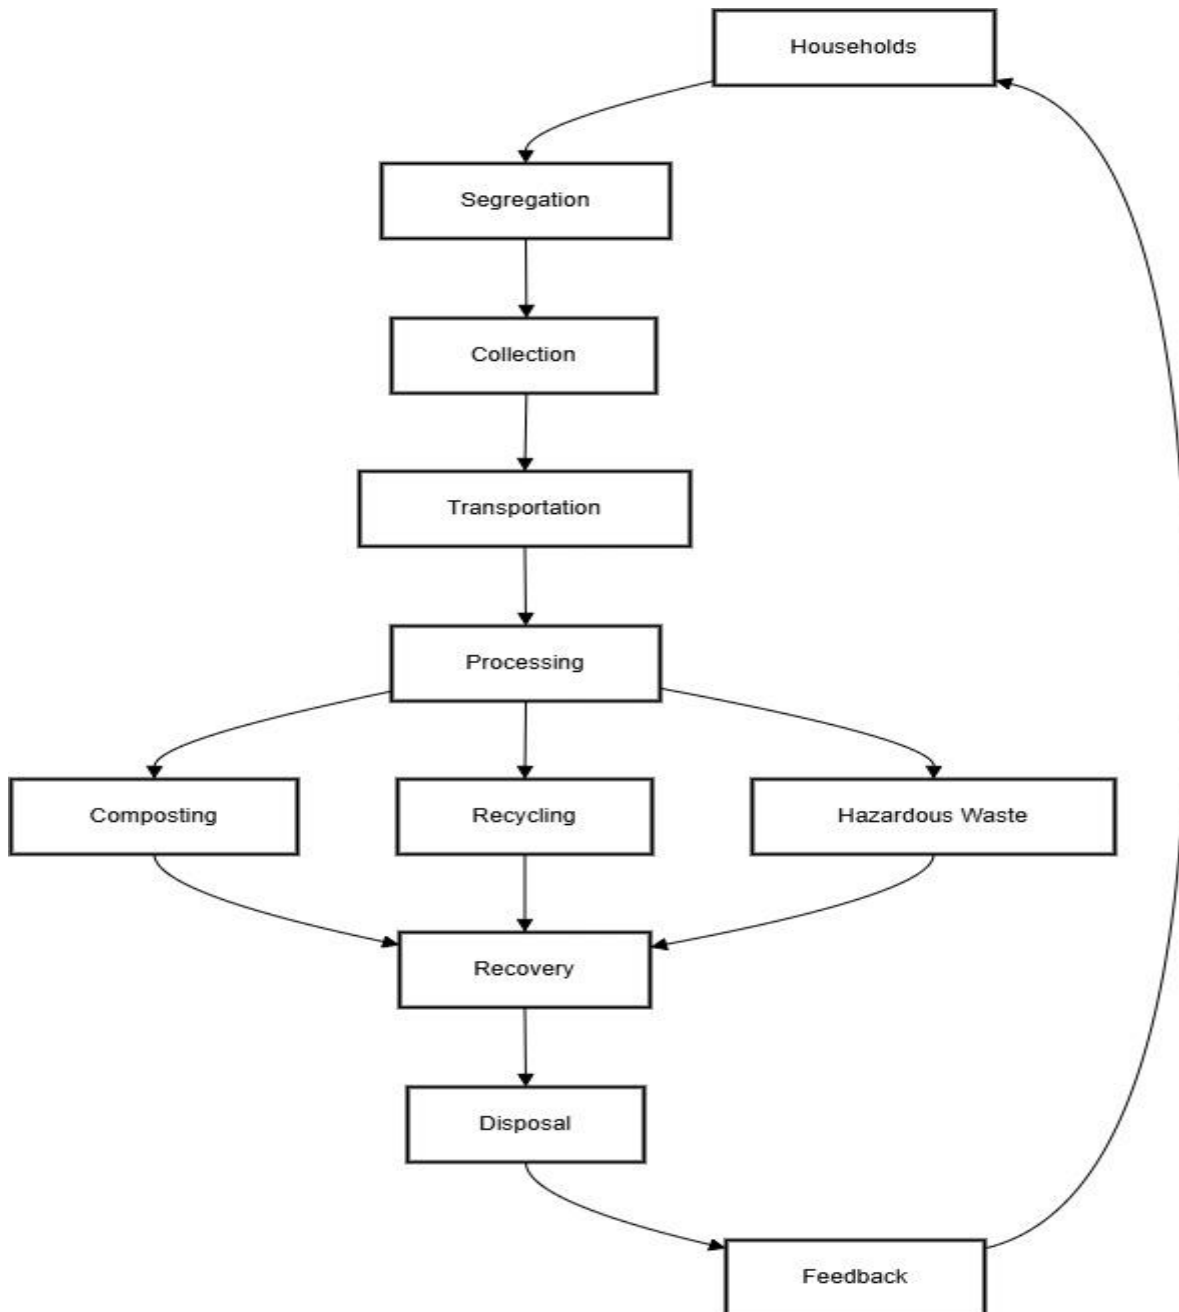 Households
Segregation
Collection
Transportation
Processing
Composting
Recycling
Hazardous Waste
Recovery
Disposal
Feedback